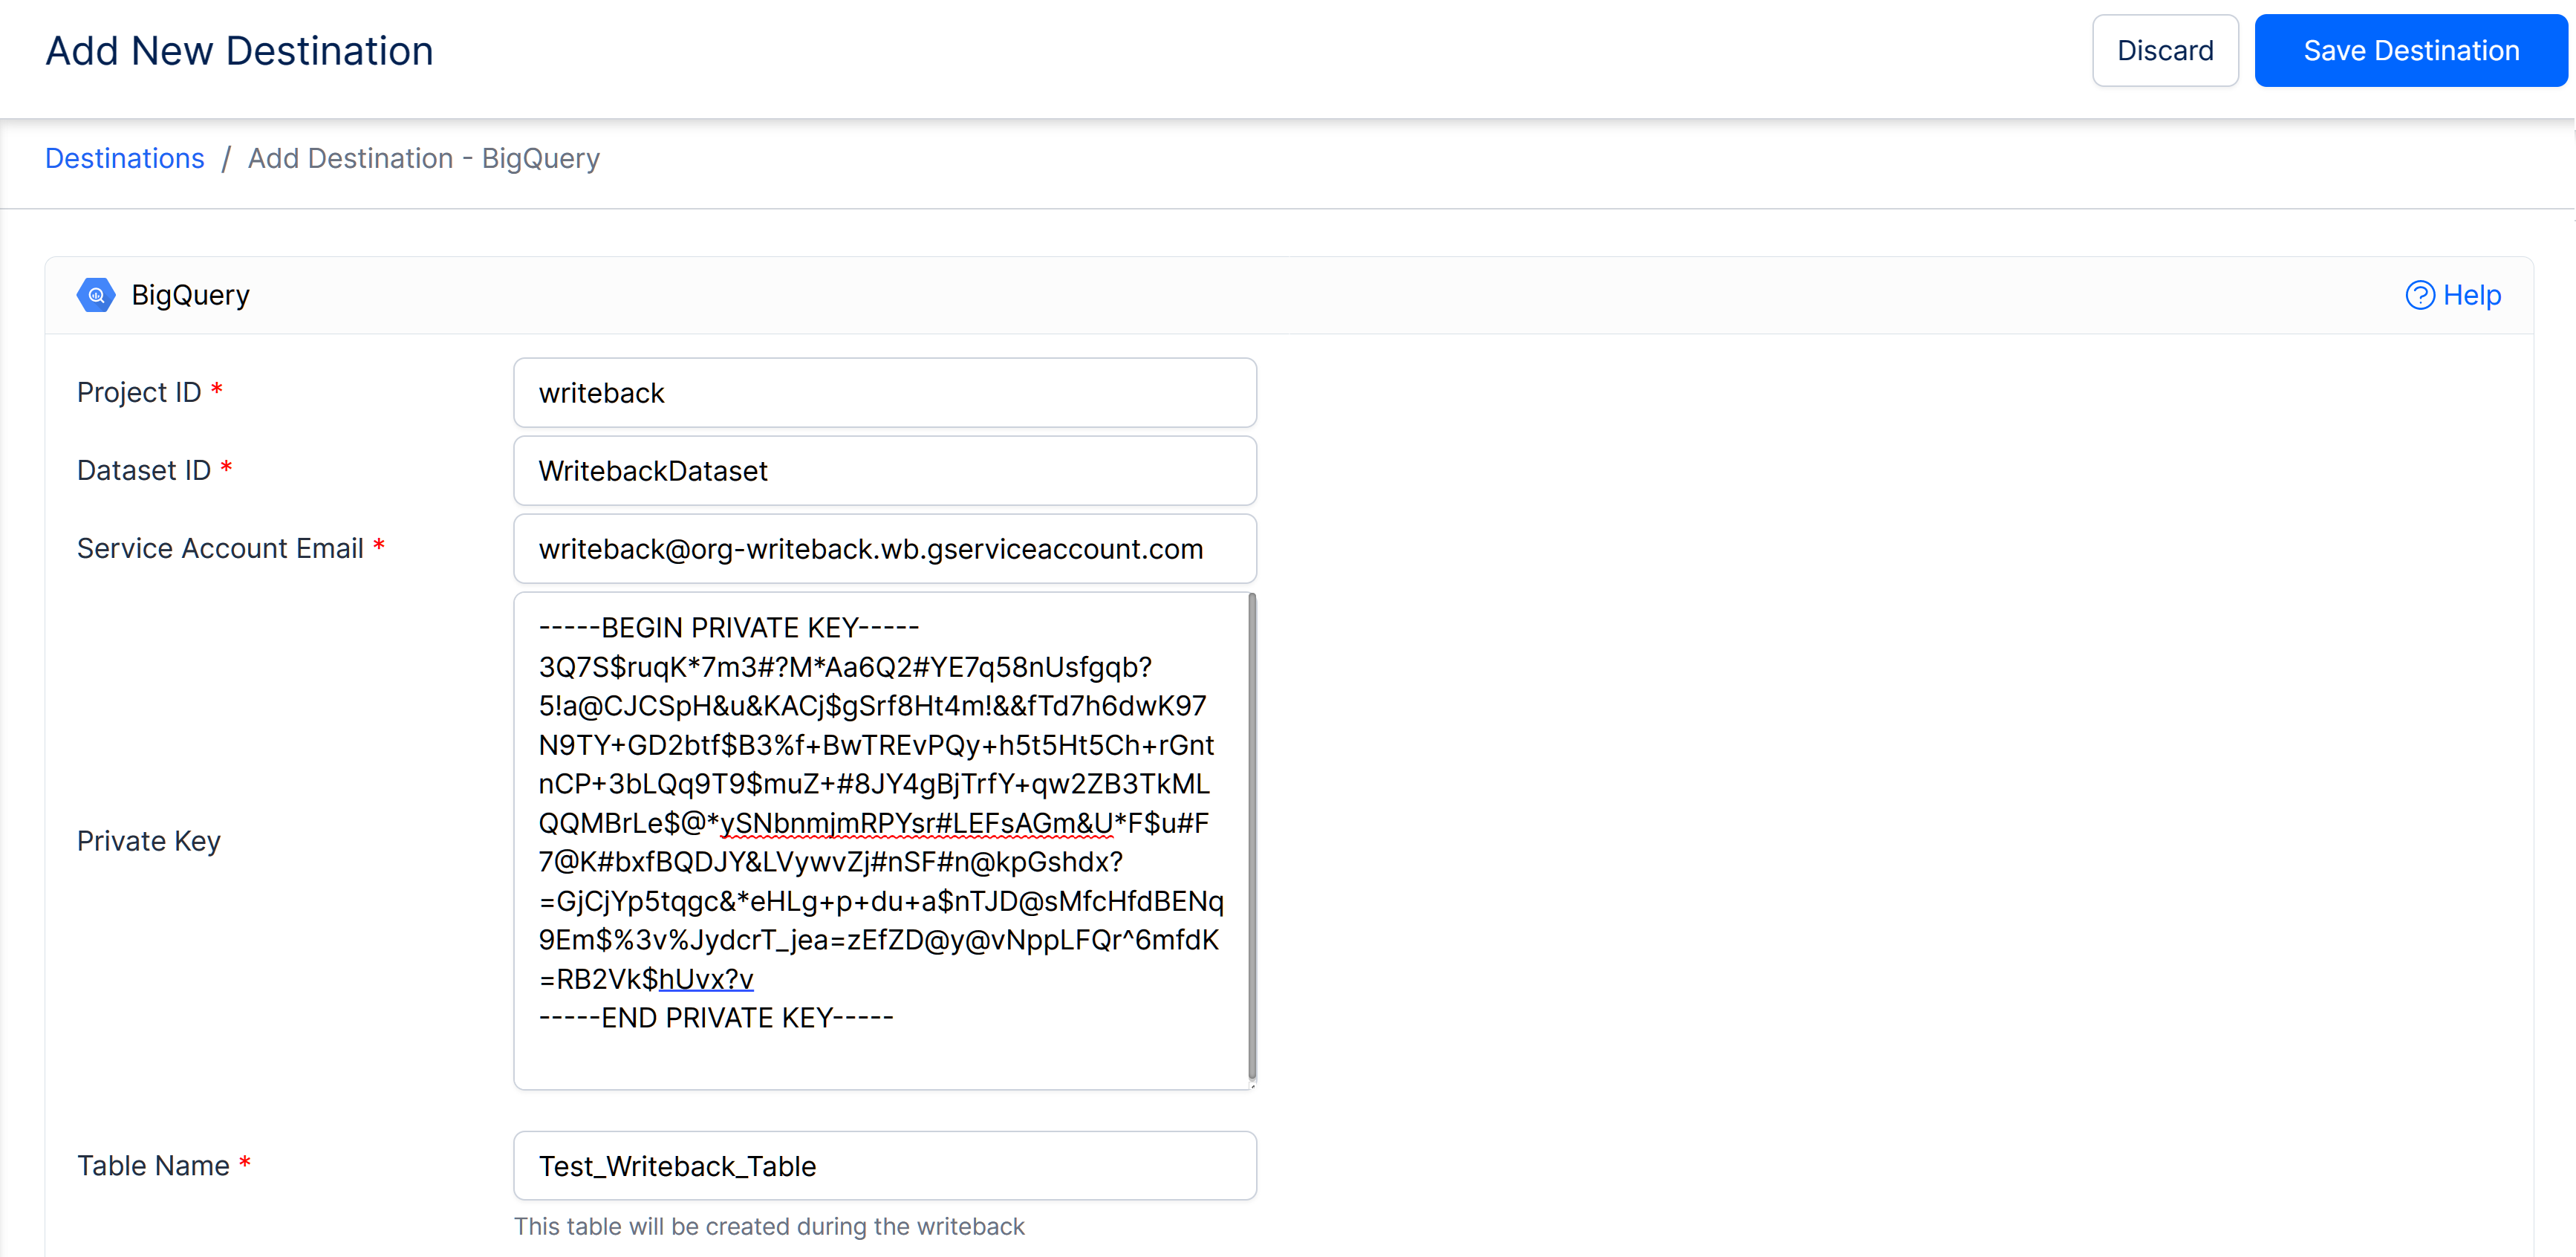 Add New Destination
Discard
Save Destination
Destinations / Add Destination - BigQuery
BigQuery
Help
Project ID *
writeback
Dataset ID *
WritebackDataset
Service Account Email *
writeback@org-writeback.wb.gserviceaccount.com
Private Key
-----BEGIN PRIVATE KEY-----
3Q7S$ruqK*7m3#?M*Aa6Q2#YE7q58nUsfgqb?
5!a@CJCSpH&u&KACj$gSrf8Ht4m!&&fTd7h6dwK97
N9TY+GD2btf$B3%f+BwTREvPQy+h5t5Ht5Ch+rGnt
nCP+3bLQq9T9$muZ+#8JY4gBjTrfY+qw2ZB3TkML
QQMBrLe$@*ySNbnmjmRPYsr#LEFsAGm&U*F$u#F
7@K#bxfBQDJY&LVywvZj#nSF#n@kpGshdx?
=GjCjYp5tqgc&*eHLg+p+du+a$nTJD@sMfcHfdBENq
9Em$%3v%JydcrT_jea=zEfZD@y@vNppLFQr^6mfdK
=RB2Vk$hUvx?v
-----END PRIVATE KEY-----
Table Name *
Test_Writeback_Table
This table will be created during the writeback